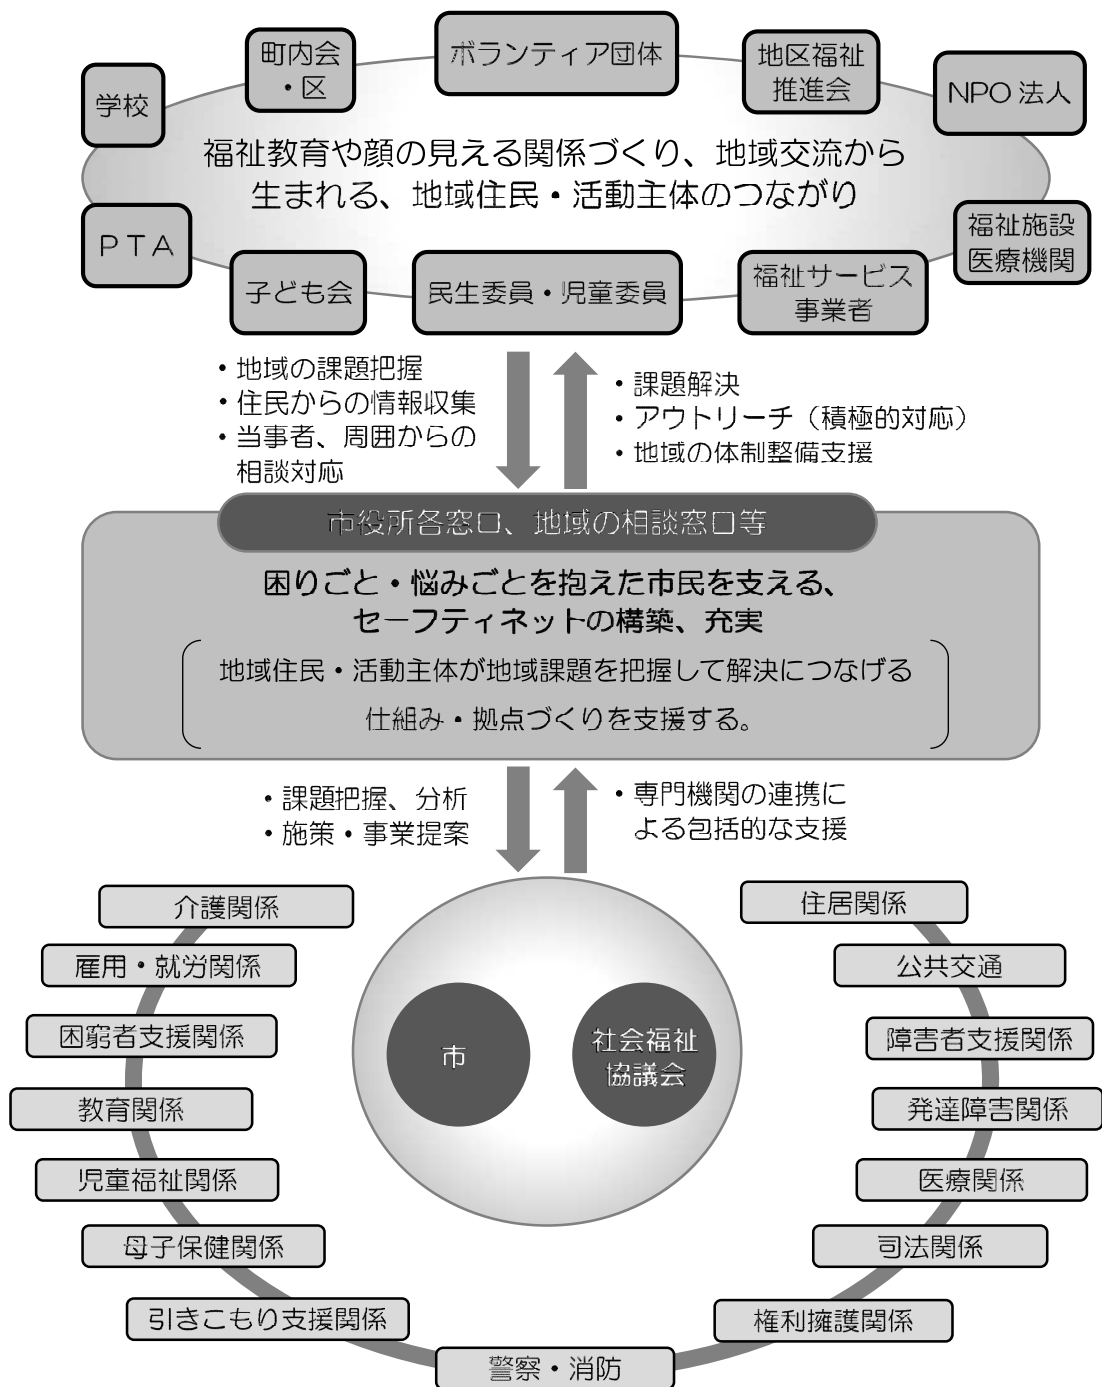 学校
町内会
・区
ボランティア団体
地区福祉
推進会
NPO 法人
福祉教育や顔の見える関係づくり、地域交流から
生まれる、地域住民・活動主体のつながり
PTA
子ども会
民生委員・児童委員
福祉サービス
事業者
福祉施設
医療機関
・地域の課題把握
・住民からの情報収集
・当事者、周囲からの
相談対応
・課題解決
・アウトリーチ（積極的対応）
・地域の体制整備支援
市役所各窓口、地域の相談窓口等
困りごと・悩みごとを抱えた市民を支える、
セーフティネットの構築、充実
地域住民・活動主体が地域課題を把握して解決につなげる
仕組み・拠点づくりを支援する。
・課題把握、分析
・施策・事業提案
・専門機関の連携に
よる包括的な支援
市
社会福祉
協議会
介護関係
雇用・就労関係
困窮者支援関係
教育関係
児童福祉関係
母子保健関係
引きこもり支援関係
警察・消防
住居関係
公共交通
障害者支援関係
発達障害関係
医療関係
司法関係
権利擁護関係